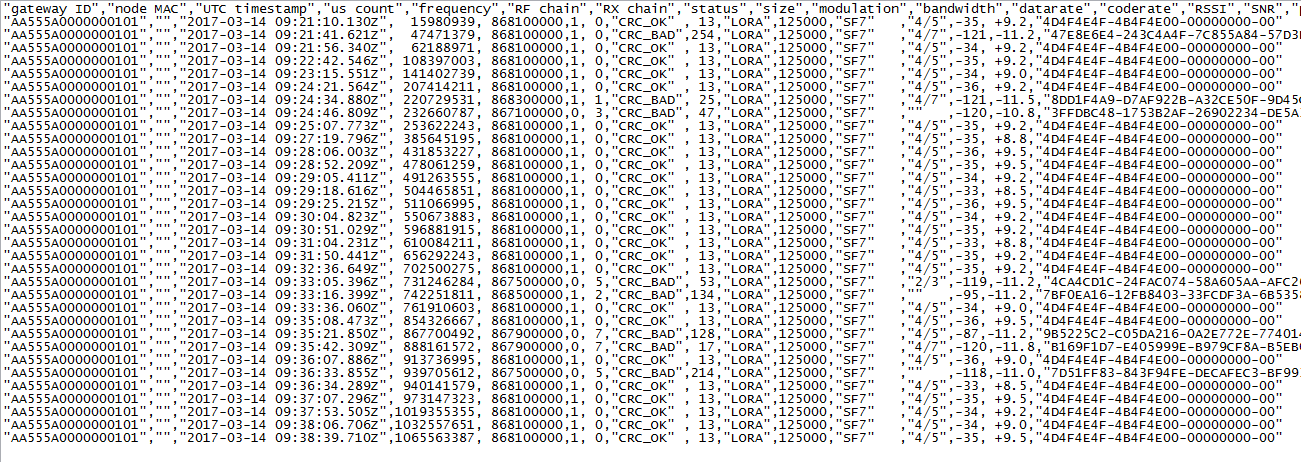 "gateway ID","node MAC","UTC timestamp","us count","frequency","RF chain","RX chain","status","size","modulation","bandwidth","datarate","coderate","RSSI","SNR","
"AA555A0000000101","","2017-03-14 09:21:10.130Z", 15980939, 868100000,1, 0,"CRC_OK" , 13,"LORA",125000,"SF7" ,"4/5",-35, +9.2,"4D4F4E4F-4B4F4E00-00000000-00"
"AA555A0000000101","","2017-03-14 09:21:41.621Z", 47471379, 868100000,1, 0,"CRC_BAD",254,"LORA",125000,"SF7" ,"4/7",-121,-11.2,"47E8E6E4-243C4A4F-7C855A84-57D3
"AA555A0000000101","","2017-03-14 09:21:56.340Z", 62188971, 868100000,1, 0,"CRC_OK" , 13,"LORA",125000,"SF7" ,"4/5",-34, +9.2,"4D4F4E4F-4B4F4E00-00000000-00"
"AA555A0000000101","","2017-03-14 09:22:42.546Z", 108397003, 868100000,1, 0,"CRC_OK" , 13,"LORA",125000,"SF7" ,"4/5",-35, +9.2,"4D4F4E4F-4B4F4E00-00000000-00"
"AA555A0000000101","","2017-03-14 09:23:15.551Z", 141402739, 868100000,1, 0,"CRC_OK" , 13,"LORA",125000,"SF7" ,"4/5",-34, +9.0,"4D4F4E4F-4B4F4E00-00000000-00"
"AA555A0000000101","","2017-03-14 09:24:21.564Z", 207414211, 868100000,1, 0,"CRC_OK" , 13,"LORA",125000,"SF7" ,"4/5",-36, +9.2,"4D4F4E4F-4B4F4E00-00000000-00"
"AA555A0000000101","","2017-03-14 09:24:34.880Z", 220729531, 868300000,1, 1,"CRC_BAD", 25,"LORA",125000,"SF7" ,"4/7",-121,-11.5,"8DD1F4A9-D7AF922B-A32CE50F-9D45
"AA555A0000000101","","2017-03-14 09:24:46.809Z", 232660787, 867100000,0, 3,"CRC_BAD", 47,"LORA",125000,"SF7" ,"" ,-120,-10.8,"3FFDBC48-1753B2AF-26902234-DE5A
"AA555A0000000101","","2017-03-14 09:25:07.773Z", 253622243, 868100000,1, 0,"CRC_OK" , 13,"LORA",125000,"SF7" ,"4/5",-35, +9.2,"4D4F4E4F-4B4F4E00-00000000-00"
"AA555A0000000101","","2017-03-14 09:27:19.796Z", 385645195, 868100000,1, 0,"CRC_OK" , 13,"LORA",125000,"SF7" ,"4/5",-35, +8.8,"4D4F4E4F-4B4F4E00-00000000-00"
"AA555A0000000101","","2017-03-14 09:28:06.003Z", 431853227, 868100000,1, 0,"CRC_OK" , 13,"LORA",125000,"SF7" ,"4/5",-36, +9.5,"4D4F4E4F-4B4F4E00-00000000-00"
"AA555A0000000101","","2017-03-14 09:28:52.209Z", 478061259, 868100000,1, 0,"CRC_OK" , 13,"LORA",125000,"SF7" ,"4/5",-35, +9.5,"4D4F4E4F-4B4F4E00-00000000-00"
"AA555A0000000101","","2017-03-14 09:29:05.411Z", 491263555, 868100000,1, 0,"CRC_OK" , 13,"LORA",125000,"SF7" ,"4/5",-34, +9.2,"4D4F4E4F-4B4F4E00-00000000-00"
"AA555A0000000101","","2017-03-14 09:29:18.616Z", 504465851, 868100000,1, 0,"CRC_OK" , 13,"LORA",125000,"SF7" ,"4/5",-33, +8.5,"4D4F4E4F-4B4F4E00-00000000-00"
"AA555A0000000101","","2017-03-14 09:29:25.215Z", 511066995, 868100000,1, 0,"CRC_OK" , 13,"LORA",125000,"SF7" ,"4/5",-36, +9.5,"4D4F4E4F-4B4F4E00-00000000-00"
"AA555A0000000101","","2017-03-14 09:30:04.823Z", 550673883, 868100000,1, 0,"CRC_OK" , 13,"LORA",125000,"SF7" ,"4/5",-34, +9.2,"4D4F4E4F-4B4F4E00-00000000-00"
"AA555A0000000101","","2017-03-14 09:30:51.029Z", 596881915, 868100000,1, 0,"CRC_OK" , 13,"LORA",125000,"SF7" ,"4/5",-35, +9.2,"4D4F4E4F-4B4F4E00-00000000-00"
"AA555A0000000101","","2017-03-14 09:31:04.231Z", 610084211, 868100000,1, 0,"CRC_OK" , 13,"LORA",125000,"SF7" ,"4/5",-33, +8.8,"4D4F4E4F-4B4F4E00-00000000-00"
"AA555A0000000101","","2017-03-14 09:31:50.441Z", 656292243, 868100000,1, 0,"CRC_OK" , 13,"LORA",125000,"SF7" ,"4/5",-35, +9.2,"4D4F4E4F-4B4F4E00-00000000-00"
"AA555A0000000101","","2017-03-14 09:32:36.649Z", 702500275, 868100000,1, 0,"CRC_OK" , 13,"LORA",125000,"SF7" ,"4/5",-35, +9.2,"4D4F4E4F-4B4F4E00-00000000-00"
"AA555A0000000101","","2017-03-14 09:33:05.396Z", 731246284, 867500000,0, 5,"CRC_BAD", 53,"LORA",125000,"SF7" ,"2/3",-119,-11.2,"4CA4CD1C-24FAC074-58A605AA-AFC2
"AA555A0000000101","","2017-03-14 09:33:16.399Z", 742251811, 868500000,1, 2,"CRC_BAD",134,"LORA",125000,"SF7" ,"" ,-95,-11.2,"7BF0EA16-12FB8403-33FCDF3A-6B535
"AA555A0000000101","","2017-03-14 09:33:36.060Z", 761910603, 868100000,1, 0,"CRC_OK" , 13,"LORA",125000,"SF7" ,"4/5",-34, +9.0,"4D4F4E4F-4B4F4E00-00000000-00"
"AA555A0000000101","","2017-03-14 09:35:08.473Z", 854326667, 868100000,1, 0,"CRC_OK" , 13,"LORA",125000,"SF7" ,"4/5",-36, +9.5,"4D4F4E4F-4B4F4E00-00000000-00"
"AA555A0000000101","","2017-03-14 09:35:21.850Z", 867700492, 867900000,0, 7,"CRC_BAD",128,"LORA",125000,"SF7" ,"4/5",-87,-11.2,"9B5225C2-C05DA216-0A2E772E-77401
"AA555A0000000101","","2017-03-14 09:35:42.309Z", 888161572, 867900000,0, 7,"CRC_BAD", 17,"LORA",125000,"SF7" ,"4/7",-120,-11.8,"B169F1D7-E405999E-B979CF8A-B5EB
"AA555A0000000101","","2017-03-14 09:36:07.886Z", 913736995, 868100000,1, 0,"CRC_OK" , 13,"LORA",125000,"SF7" ,"4/5",-36, +9.0,"4D4F4E4F-4B4F4E00-00000000-00"
"AA555A0000000101","","2017-03-14 09:36:33.855Z", 939705612, 867500000,0, 5,"CRC_BAD",214,"LORA",125000,"SF7" ,"" ,-118,-11.0,"7D51FF83-843F94FE-DECAFEC3-BF99
"AA555A0000000101","","2017-03-14 09:36:34.289Z", 940141579, 868100000,1, 0,"CRC_OK" , 13,"LORA",125000,"SF7" ,"4/5",-33, +8.5,"4D4F4E4F-4B4F4E00-00000000-00"
"AA555A0000000101","","2017-03-14 09:37:07.296Z", 973147323, 868100000,1, 0,"CRC_OK" , 13,"LORA",125000,"SF7" ,"4/5",-35, +9.5,"4D4F4E4F-4B4F4E00-00000000-00"
"AA555A0000000101","","2017-03-14 09:37:53.505Z",1019355355, 868100000,1, 0,"CRC_OK" , 13,"LORA",125000,"SF7" ,"4/5",-34, +9.2,"4D4F4E4F-4B4F4E00-00000000-00"
"AA555A0000000101","","2017-03-14 09:38:06.706Z",1032557651, 868100000,1, 0,"CRC_OK" , 13,"LORA",125000,"SF7" ,"4/5",-34, +9.0,"4D4F4E4F-4B4F4E00-00000000-00"
"AA555A0000000101","","2017-03-14 09:38:39.710Z",1065563387, 868100000,1, 0,"CRC_OK" , 13,"LORA",125000,"SF7" ,"4/5",-35, +9.5,"4D4F4E4F-4B4F4E00-00000000-00"